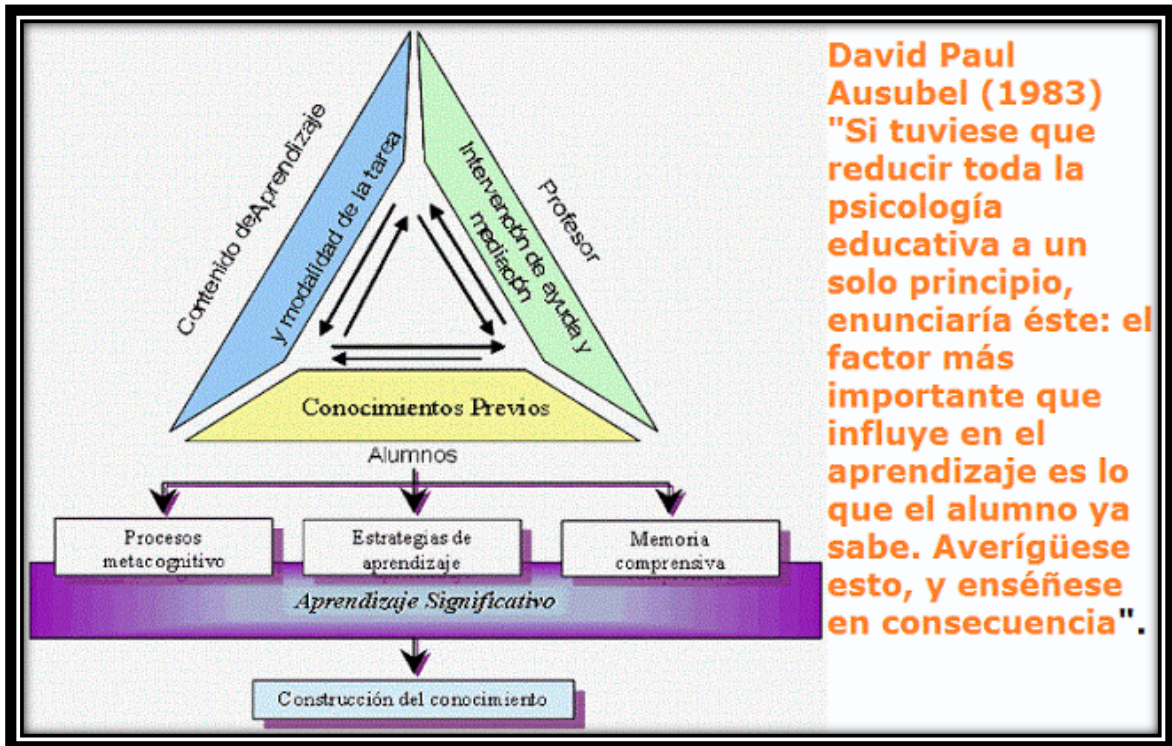 Contenido de Aprendizaje
y modalidad de la tarea
Profesor
Intervención de ayuda y
mediación
Conocimientos Previos
Alumnos
Procesos
metacognitivo
Estrategias de
aprendizaje
Memoria
comprensiva
Aprendizaje Significativo
Construcción del conocimiento
David Paul
Ausubel (1983)
"Si tuviese que
reducir toda la
psicología
educativa a un
solo principio,
enunciaría éste: el
factor más
importante que
influye en el
aprendizaje es lo
que el alumno ya
sabe. Averígüese
esto, y enséñese
en consecuencia".